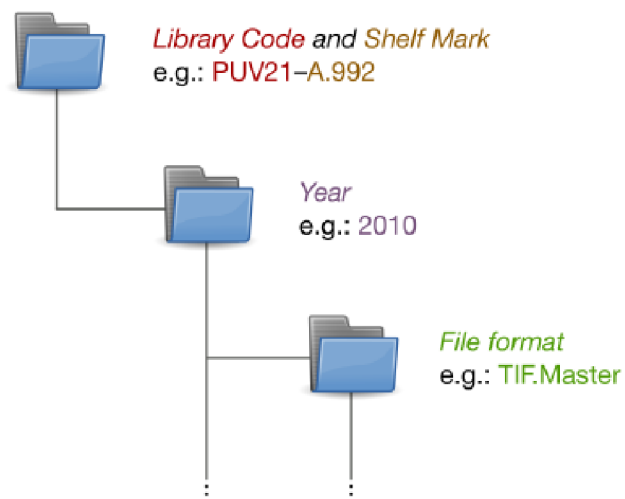 Library Code and Shelf Mark
e.g.: PUV21–A.992
Year
e.g.: 2010
File format
e.g.: TIF.Master